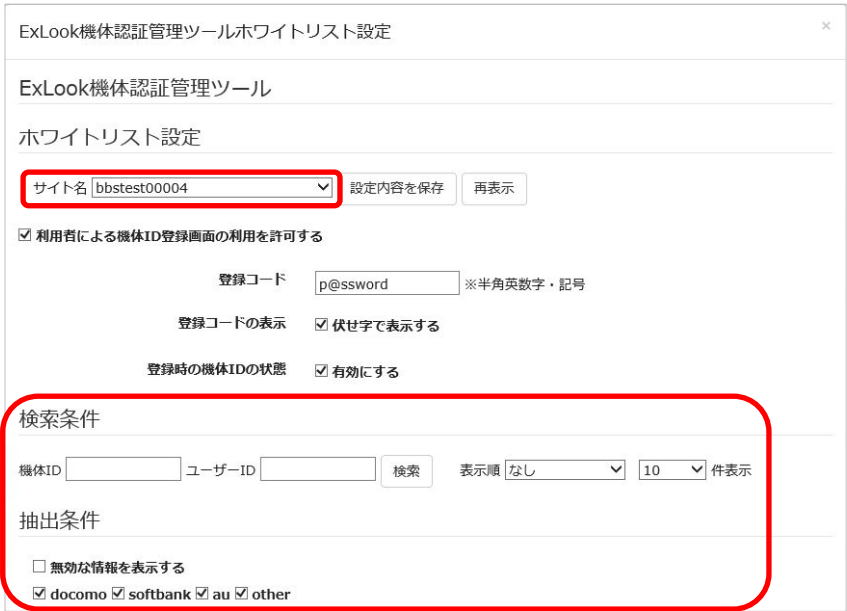 ExLook機体認証管理ツールホワイトリスト設定 ×
ExLook機体認証管理ツール
ホワイトリスト設定
サイト名 bbstest00004 設定内容を保存 再表示
利用者による機体ID登録画面の利用を許可する
登録コード p@ssword ※半角英数字・記号
登録コードの表示 伏せ字で表示する
登録時の機体IDの状態 有効にする
検索条件
機体ID ユーザーID 検索 表示順 なし 10 件表示
抽出条件
無効な情報を表示する
docomo softbank au other